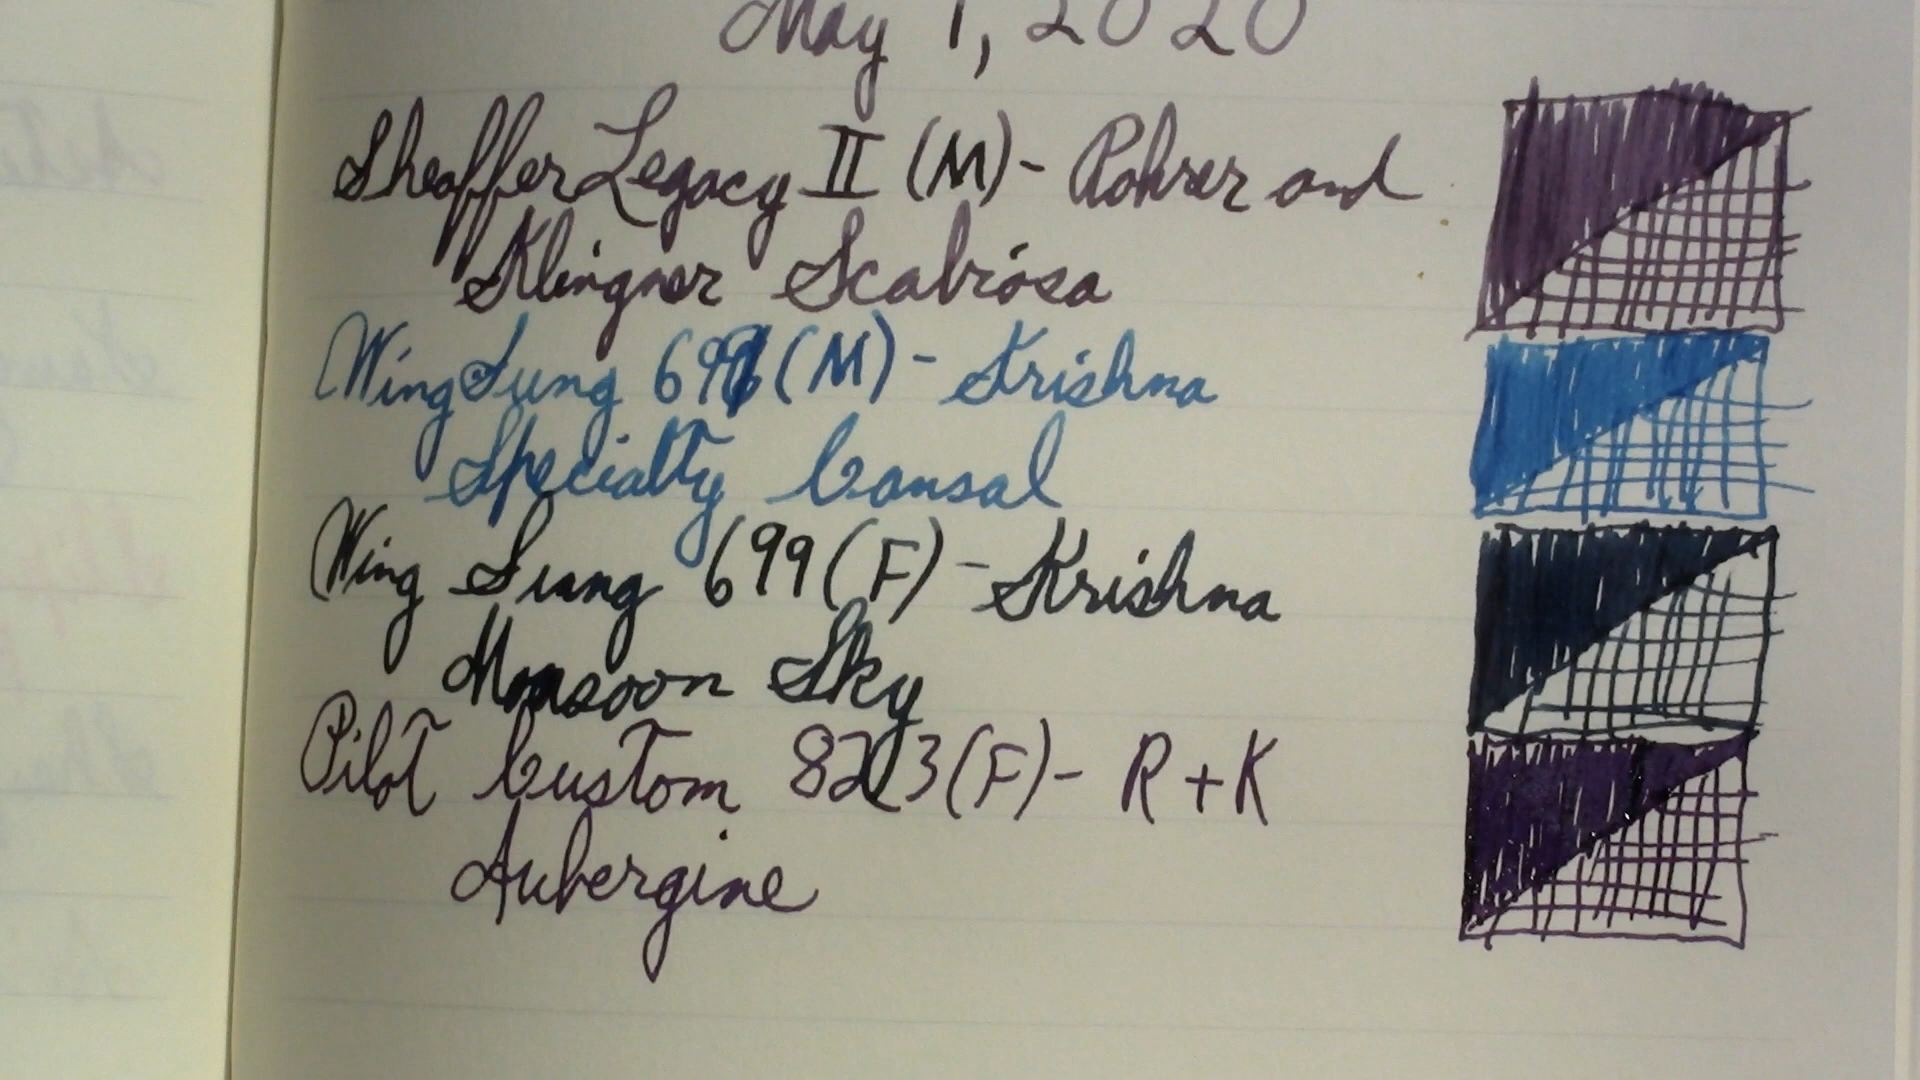 May 1, 2020
Sheaffer Legacy II (M) - Rohrer and
Klingner Scabiosa
Wing Sung 698 (M) - Krishna
Specialty Consal
Wing Sung 699 (F) - Krishna
Monsoon Sky
Pilot Custom 823 (F) - R + K
Aubergine